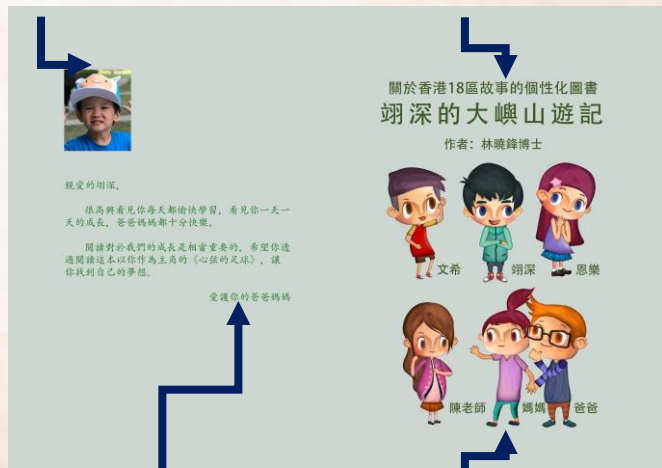 親愛的翊深，
很高興看見你每天都愉快學習，看見你一天一
天的成長，爸爸媽媽都十分快樂。
閱讀對於我們的成長是相當重要的，希望你透
過閱讀這本以你作為主角的《心弦的足球》，讓
你找到自己的夢想。
愛護你的爸爸媽媽
關於香港18區故事的個性化圖書
翊深的大嶼山遊記
作者：林曉鋒博士
文希
翊深
恩樂
陳老師
媽媽
爸爸